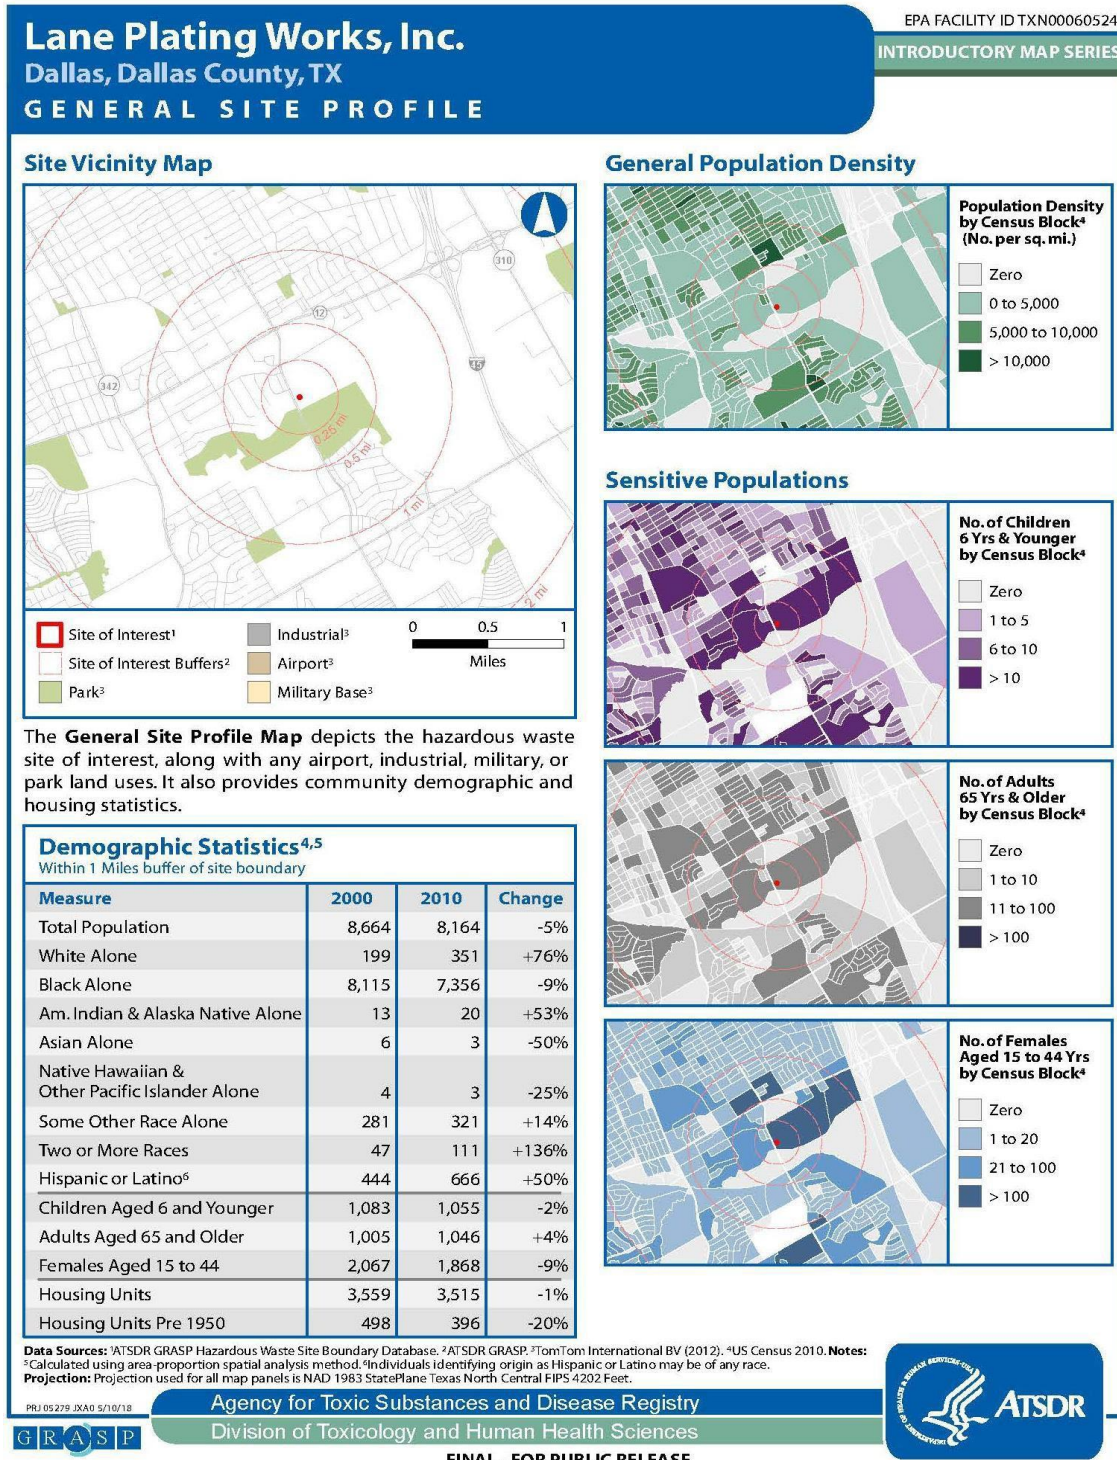 Lane Plating Works, Inc.
Dallas, Dallas County, TX
GENERAL SITE PROFILE
EPA FACILITY ID TXN00060524
INTRODUCTORY MAP SERIES
Site Vicinity Map
310
12
342
45
0.25 mi
0.5 mi
1 mi
2 mi
Site of Interest¹
Site of Interest Buffers²
Park³
Industrial³
Airport³
Military Base³
0 0.5 1
Miles
The General Site Profile Map depicts the hazardous waste
site of interest, along with any airport, industrial, military, or
park land uses. It also provides community demographic and
housing statistics.
Demographic Statistics⁴,⁵
Within 1 Miles buffer of site boundary
Measure 2000 2010 Change
Total Population 8,664 8,164 -5%
White Alone 199 351 +76%
Black Alone 8,115 7,356 -9%
Am. Indian & Alaska Native Alone 13 20 +53%
Asian Alone 6 3 -50%
Native Hawaiian &
Other Pacific Islander Alone 4 3 -25%
Some Other Race Alone 281 321 +14%
Two or More Races 47 111 +136%
Hispanic or Latino⁶ 444 666 +50%
Children Aged 6 and Younger 1,083 1,055 -2%
Adults Aged 65 and Older 1,005 1,046 +4%
Females Aged 15 to 44 2,067 1,868 -9%
Housing Units 3,559 3,515 -1%
Housing Units Pre 1950 498 396 -20%
General Population Density
Population Density
by Census Block⁴
(No. per sq. mi.)
Zero
0 to 5,000
5,000 to 10,000
> 10,000
Sensitive Populations
No. of Children
6 Yrs & Younger
by Census Block⁴
Zero
1 to 5
6 to 10
> 10
No. of Adults
65 Yrs & Older
by Census Block⁴
Zero
1 to 10
11 to 100
> 100
No. of Females
Aged 15 to 44 Yrs
by Census Block⁴
Zero
1 to 20
21 to 100
> 100
Data Sources: ¹ATSDR GRASP Hazardous Waste Site Boundary Database. ²ATSDR GRASP. ³TomTom International BV (2012). ⁴US Census 2010. Notes:
⁵Calculated using area-proportion spatial analysis method. ⁶Individuals identifying origin as Hispanic or Latino may be of any race.
Projection: Projection used for all map panels is NAD 1983 StatePlane Texas North Central FIPS 4202 Feet.
PRJ 05279 JXA0 5/10/18
Agency for Toxic Substances and Disease Registry
Division of Toxicology and Human Health Sciences
GRASP
DEPARTMENT OF HEALTH & HUMAN SERVICES • USA
ATSDR
FINAL - FOR PUBLIC RELEASE